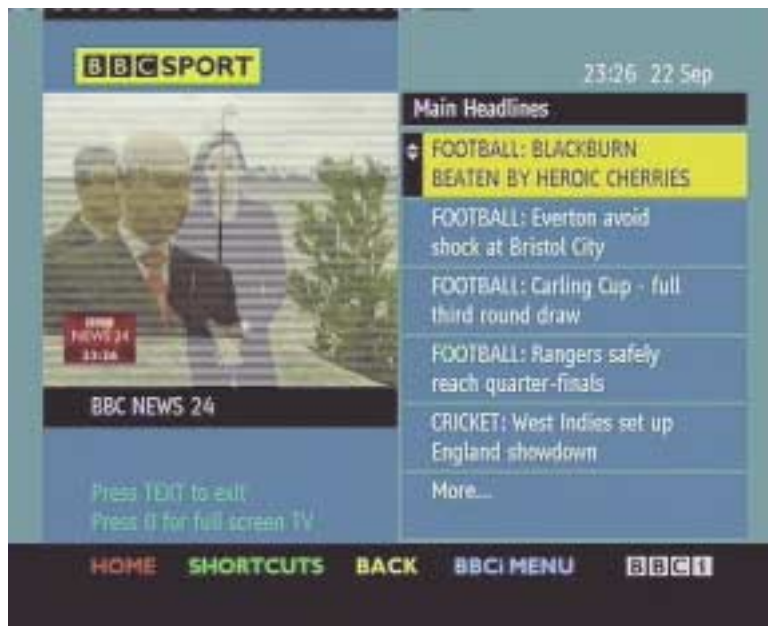 BBC SPORT
23:26 22 Sep
Main Headlines
FOOTBALL: BLACKBURN
BEATEN BY HEROIC CHERRIES
FOOTBALL: Everton avoid
shock at Bristol City
FOOTBALL: Carling Cup - full
third round draw
FOOTBALL: Rangers safely
reach quarter-finals
CRICKET: West Indies set up
England showdown
More...
BBC
NEWS 24
23:26
BBC NEWS 24
Press TEXT to exit
Press 0 for full screen TV
HOME SHORTCUTS BACK BBCi MENU BBCi